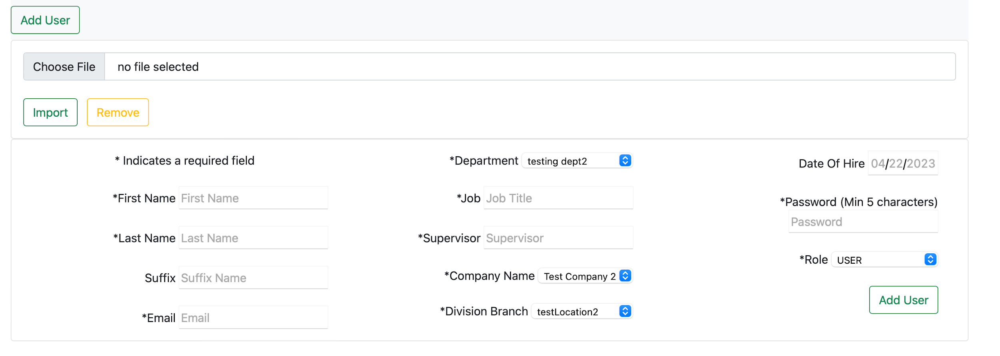 Add User
Choose File no file selected
Import Remove
* Indicates a required field
*First Name First Name
*Last Name Last Name
Suffix Suffix Name
*Email Email
*Department testing dept2
*Job Job Title
*Supervisor Supervisor
*Company Name Test Company 2
*Division Branch testLocation2
Date Of Hire 04/22/2023
*Password (Min 5 characters)
Password
*Role USER
Add User